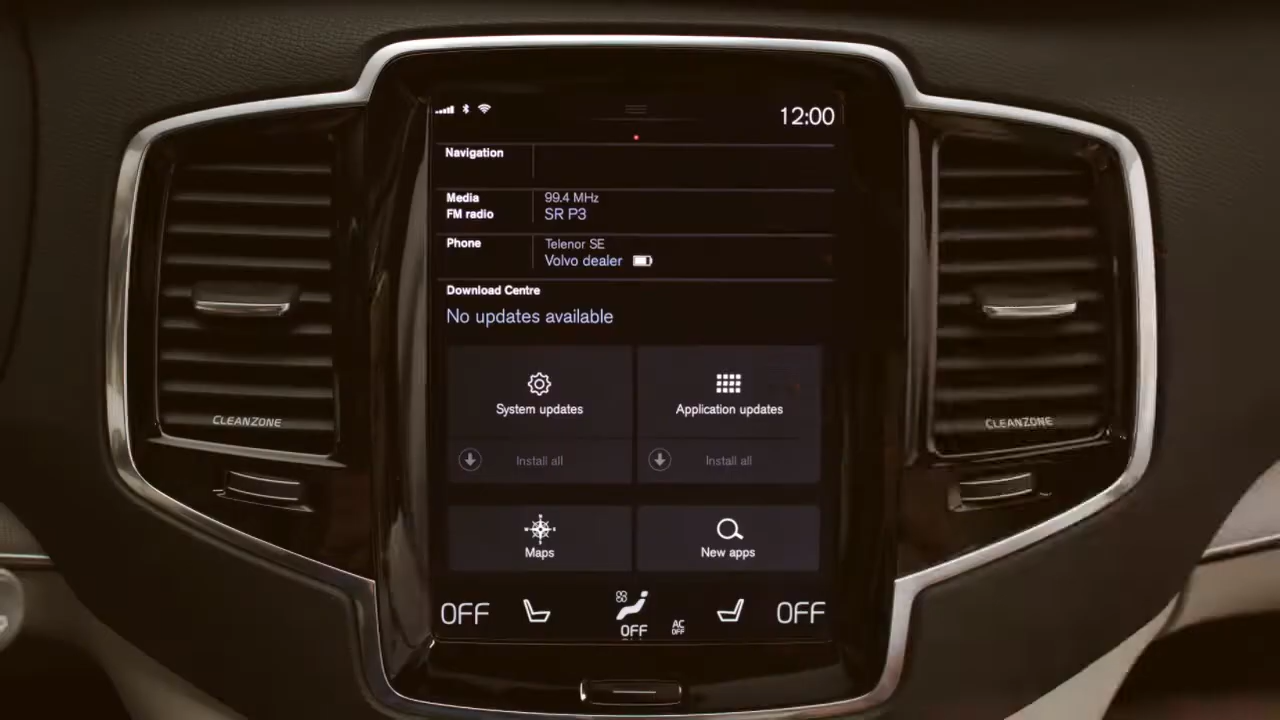 12:00
Navigation
Media
99.4 MHz
FM radio
SR P3
Phone
Telenor SE
Volvo dealer
Download Centre
No updates available
System updates
Application updates
Install all
Install all
Maps
New apps
OFF
OFF
AC
OFF
OFF
CLEANZONE
CLEANZONE